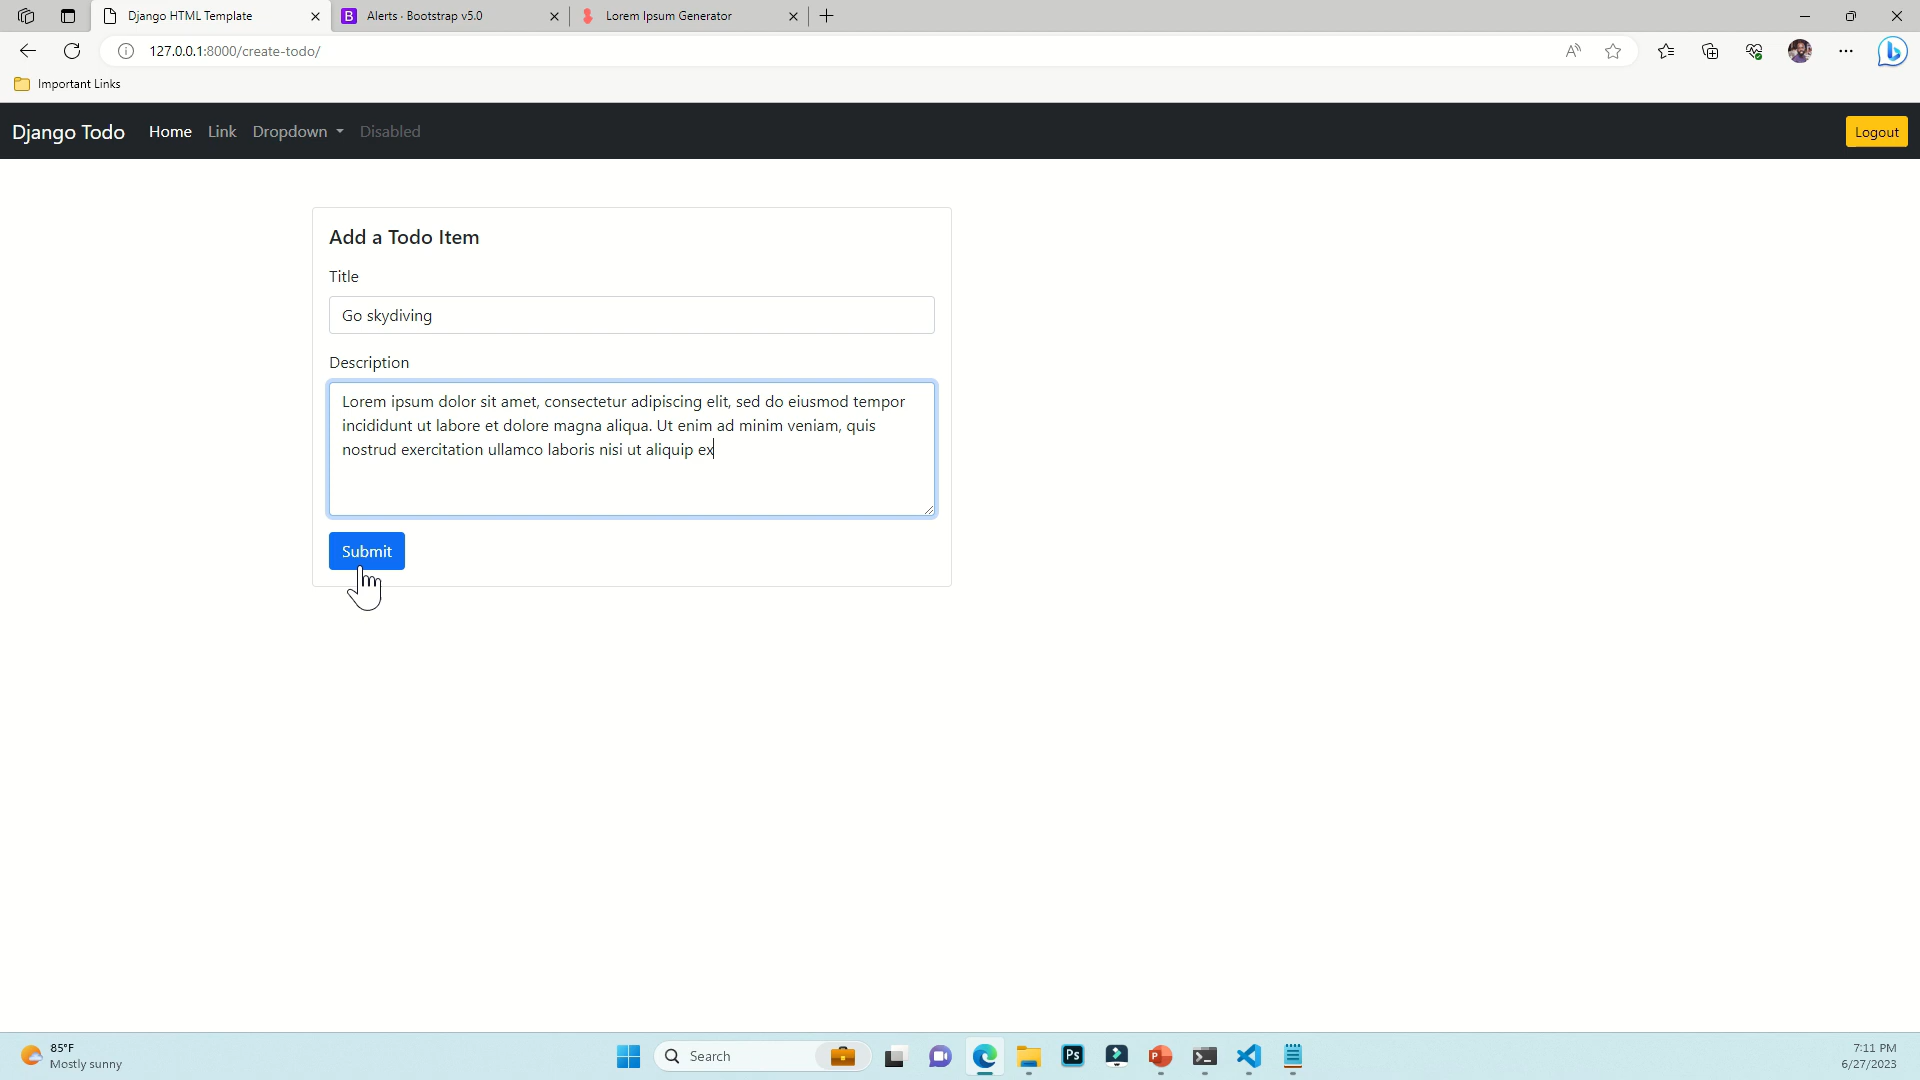 Django HTML Template
Alerts · Bootstrap v5.0
Lorem Ipsum Generator
127.0.0.1:8000/create-todo/
Important Links
Django Todo Home Link Dropdown Disabled Logout
Add a Todo Item
Title
Go skydiving
Description
Lorem ipsum dolor sit amet, consectetur adipiscing elit, sed do eiusmod tempor
incididunt ut labore et dolore magna aliqua. Ut enim ad minim veniam, quis
nostrud exercitation ullamco laboris nisi ut aliquip ex
Submit
85°F
Mostly sunny
Search
Ps
7:11 PM
6/27/2023